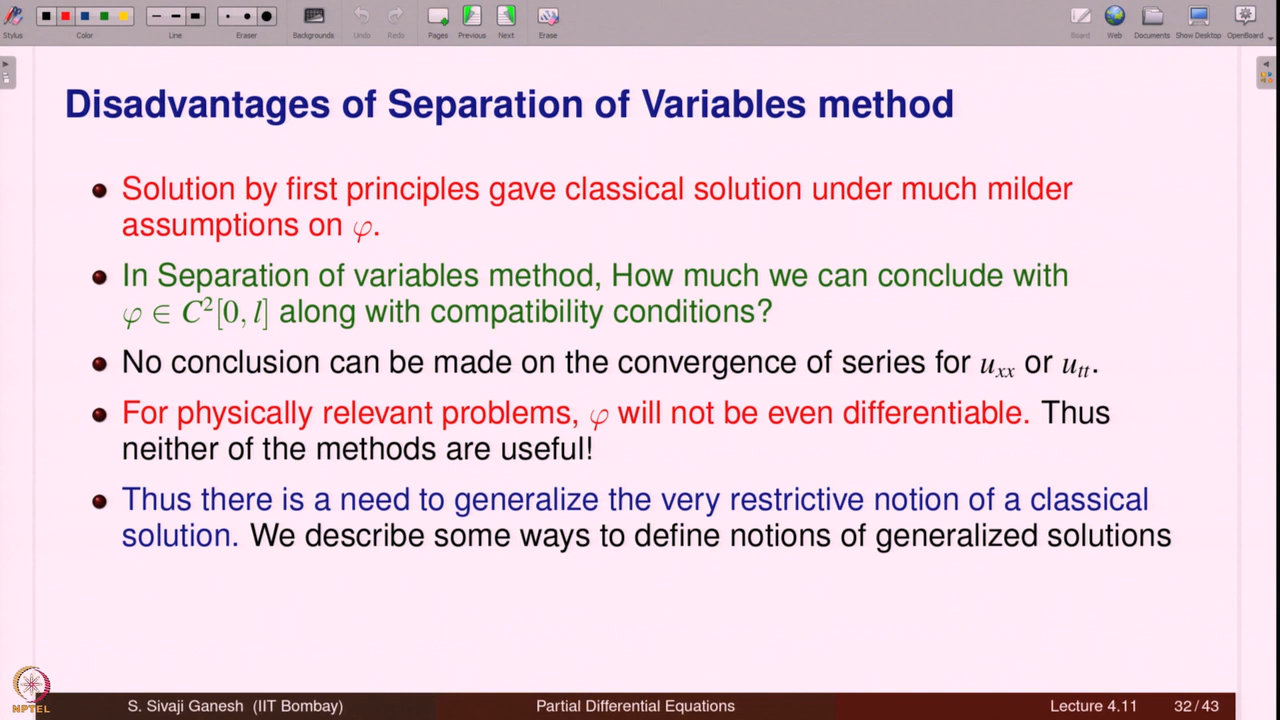 Stylus
Color
Line
Eraser
Backgrounds
Undo
Redo
Pages
Previous
Next
Erase
Board
Web
Documents
Show Desktop
OpenBoard
Disadvantages of Separation of Variables method
Solution by first principles gave classical solution under much milder
assumptions on φ.
In Separation of variables method, How much we can conclude with
φ ∈ C²[0, l] along with compatibility conditions?
No conclusion can be made on the convergence of series for uₓₓ or uₜₜ.
For physically relevant problems, φ will not be even differentiable. Thus
neither of the methods are useful!
Thus there is a need to generalize the very restrictive notion of a classical
solution. We describe some ways to define notions of generalized solutions
NPTEL
S. Sivaji Ganesh (IIT Bombay)
Partial Differential Equations
Lecture 4.11
32 / 43